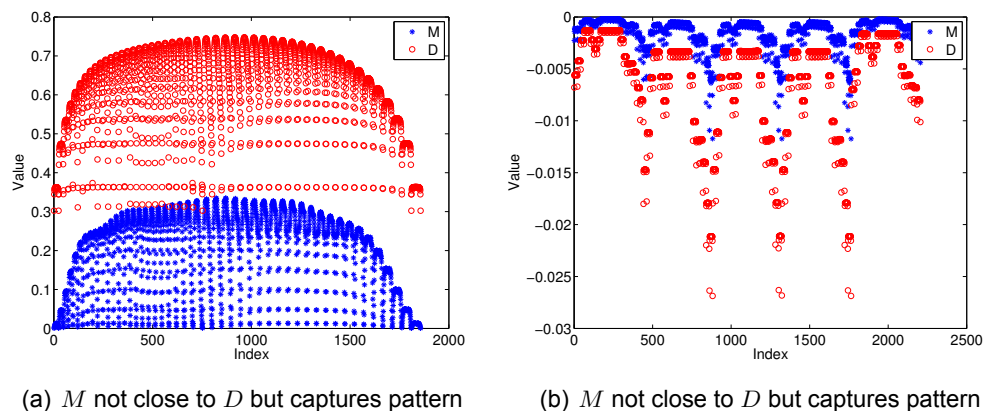 0.8
0.7
0.6
0.5
0.4
0.3
0.2
0.1
0
Value
0 500 1000 1500 2000
Index
M
D
0
−0.005
−0.01
−0.015
−0.02
−0.025
−0.03
Value
0 500 1000 1500 2000 2500
Index
M
D
(a) M not close to D but captures pattern
(b) M not close to D but captures pattern